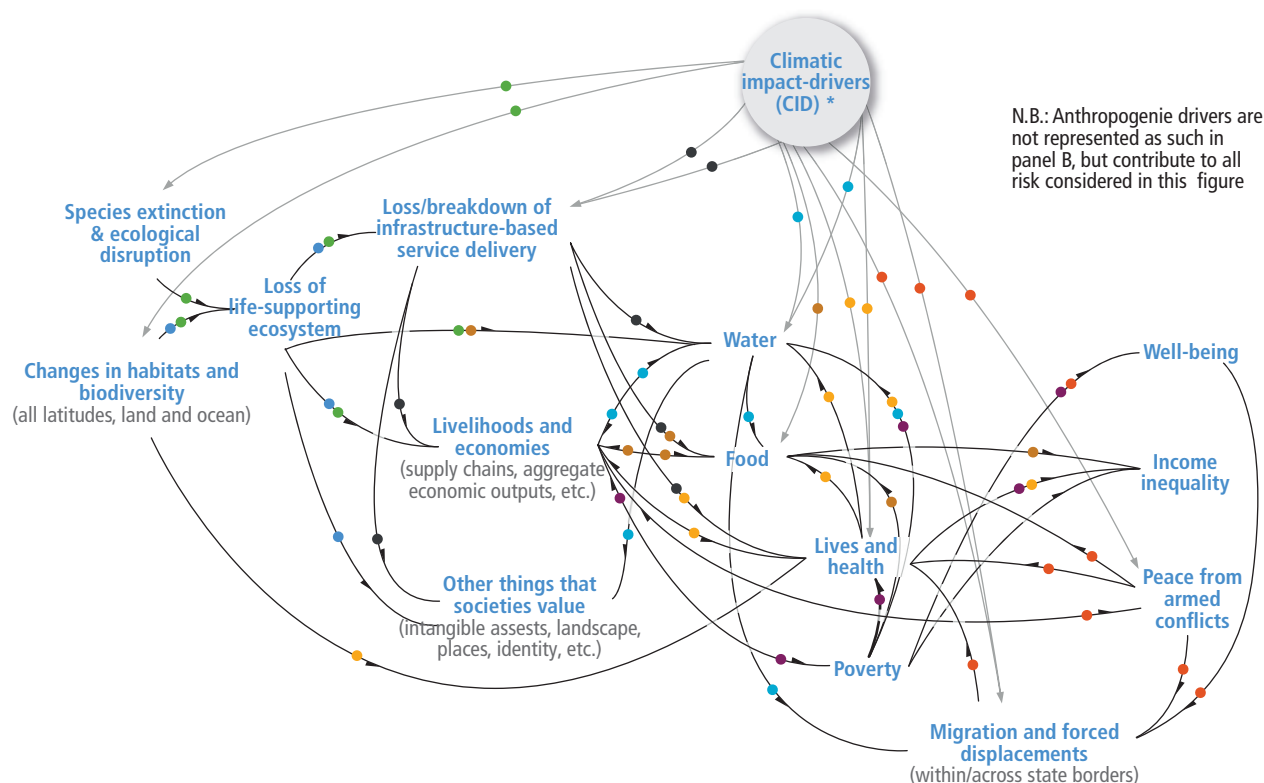 Climatic
impact-drivers
(CID) *
N.B.: Anthropogenie drivers are
not represented as such in
panel B, but contribute to all
risk considered in this figure
Species extinction
& ecological
disruption
Loss/breakdown of
infrastructure-based
service delivery
Loss of
life-supporting
ecosystem
Changes in habitats and
biodiversity
(all latitudes, land and ocean)
Water
Well-being
Livelihoods and
economies
(supply chains, aggregate
economic outputs, etc.)
Food
Income
inequality
Lives and
health
Other things that
societies value
(intangible assests, landscape,
places, identity, etc.)
Peace from
armed
conflicts
Poverty
Migration and forced
displacements
(within/across state borders)